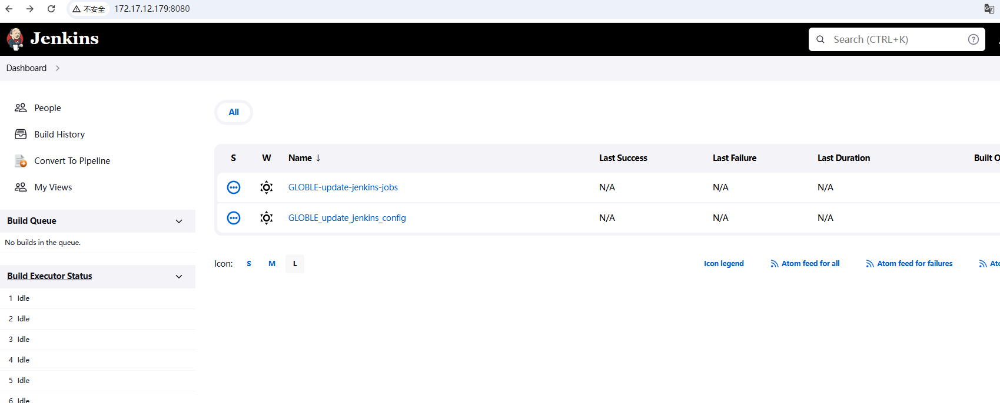 不安全 172.17.12.179:8080
Jenkins
Search (CTRL+K)
Dashboard
People
Build History
Convert To Pipeline
My Views
Build Queue
No builds in the queue.
Build Executor Status
1 Idle
2 Idle
3 Idle
4 Idle
5 Idle
6 Idle
All
S W Name ↓ Last Success Last Failure Last Duration Built O
GLOBLE-update-jenkins-jobs N/A N/A N/A
GLOBLE_update_jenkins_config N/A N/A N/A
Icon: S M L
Icon legend Atom feed for all Atom feed for failures Ato